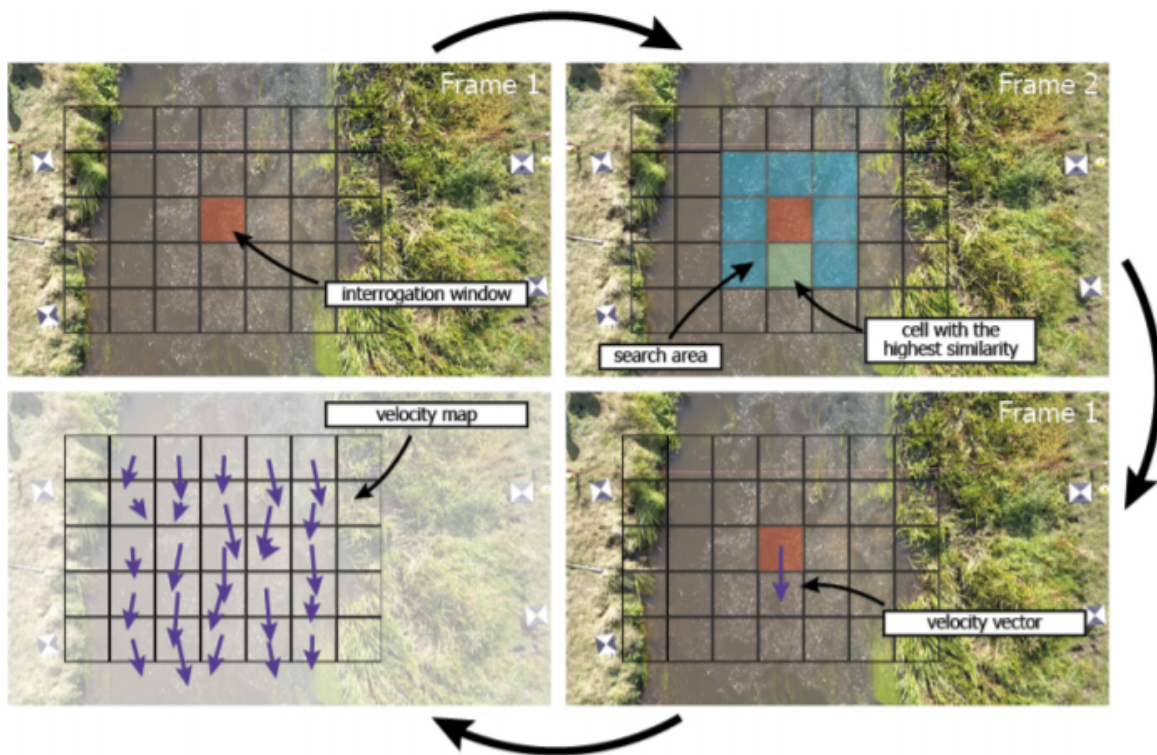 Frame 1
interrogation window
Frame 2
search area
cell with the
highest similarity
velocity map
Frame 1
velocity vector